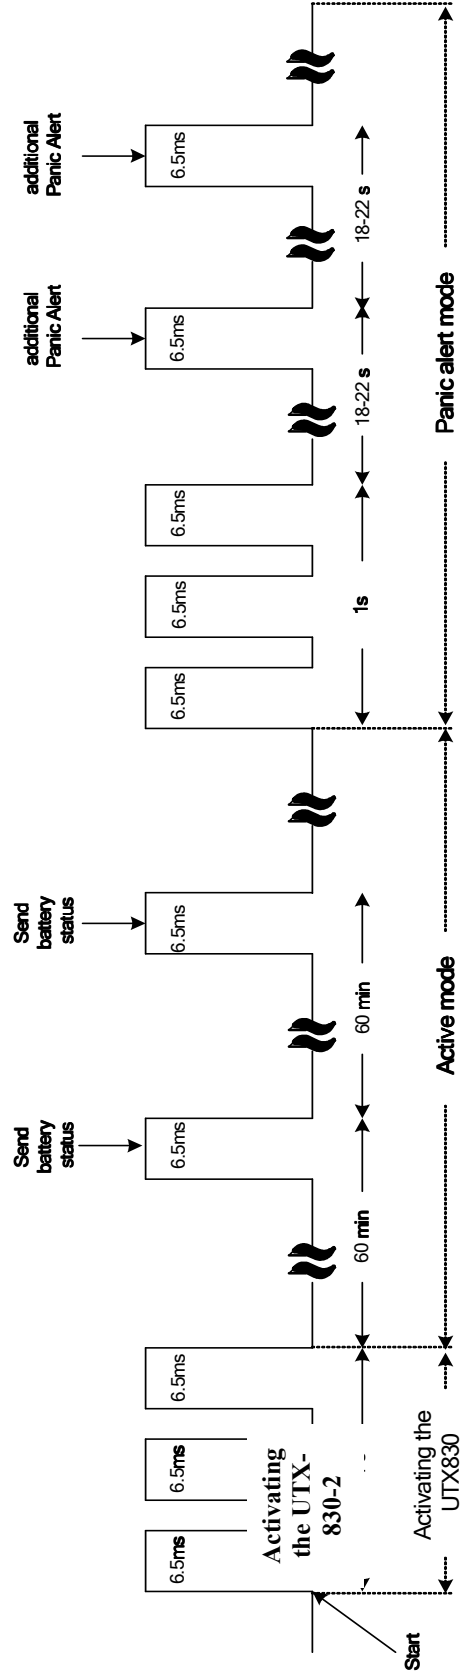 Send
battery
status
Send
battery
status
additional
Panic Alert
additional
Panic Alert
6.5ms
6.5ms
6.5ms
6.5ms
6.5ms
6.5ms
6.5ms
6.5ms
6.5ms
6.5ms
Activating
the UTX-
830-2
60 min
60 min
1s
18-22 s
18-22 s
Start
Activating the
UTX830
Active mode
Panic alert mode